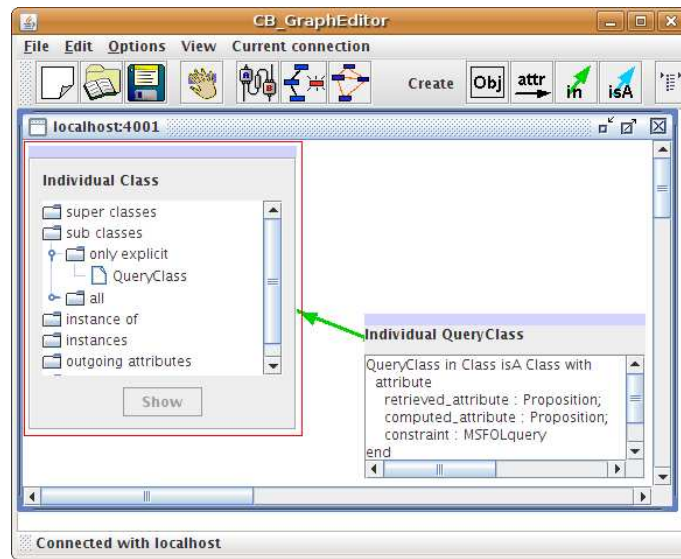 CB_GraphEditor
File Edit Options View Current connection
Create Obj attr in isA
localhost:4001
Individual Class
super classes
sub classes
only explicit
QueryClass
all
instance of
instances
outgoing attributes
Show
Individual QueryClass
QueryClass in Class isA Class with
attribute
retrieved_attribute : Proposition;
computed_attribute : Proposition;
constraint : MSFOLquery
end
Connected with localhost